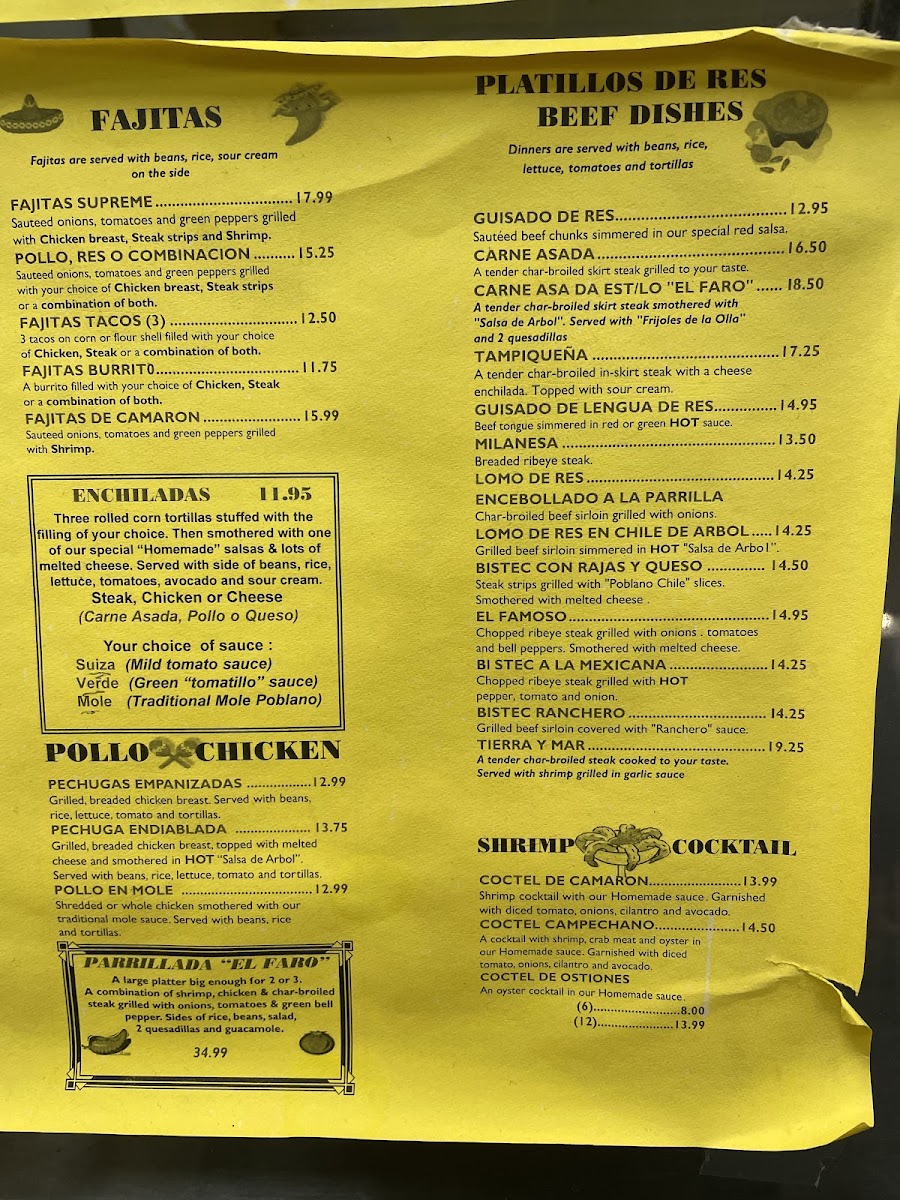 FAJITAS
Fajitas are served with beans, rice, sour cream
on the side
FAJITAS SUPREME................................17.99
Sauteed onions, tomatoes and green peppers grilled
with Chicken breast, Steak strips and Shrimp.
POLLO, RES O COMBINACION..........15.25
Sauteed onions, tomatoes and green peppers grilled
with your choice of Chicken breast, Steak strips
or a combination of both.
FAJITAS TACOS (3)..............................12.50
3 tacos on corn or flour shell filled with your choice
of Chicken, Steak or a combination of both.
FAJITAS BURRITO..................................11.75
A burrito filled with your choice of Chicken, Steak
or a combination of both.
FAJITAS DE CAMARON.......................15.99
Sauteed onions, tomatoes and green peppers grilled
with Shrimp.
ENCHILADAS 11.95
Three rolled corn tortillas stuffed with the
filling of your choice. Then smothered with one
of our special “Homemade” salsas & lots of
melted cheese. Served with side of beans, rice,
lettuce, tomatoes, avocado and sour cream.
Steak, Chicken or Cheese
(Carne Asada, Pollo o Queso)
Your choice of sauce :
Suiza (Mild tomato sauce)
Verde (Green “tomatillo” sauce)
Mole (Traditional Mole Poblano)
POLLO CHICKEN
PECHUGAS EMPANIZADAS.................12.99
Grilled, breaded chicken breast. Served with beans,
rice, lettuce, tomato and tortillas.
PECHUGA ENDIABLADA ....................13.75
Grilled, breaded chicken breast, topped with melted
cheese and smothered in HOT “Salsa de Arbol”.
Served with beans, rice, lettuce, tomato and tortillas.
POLLO EN MOLE ...................................12.99
Shredded or whole chicken smothered with our
traditional mole sauce. Served with beans, rice
and tortillas.
PARRILLADA “EL FARO”
A large platter big enough for 2 or 3.
A combination of shrimp, chicken & char-broiled
steak grilled with onions, tomatoes & green bell
pepper. Sides of rice, beans, salad,
2 quesadillas and guacamole.
34.99
PLATILLOS DE RES
BEEF DISHES
Dinners are served with beans, rice,
lettuce, tomatoes and tortillas
GUISADO DE RES........................................12.95
Sautéed beef chunks simmered in our special red salsa.
CARNE ASADA............................................16.50
A tender char-broiled skirt steak grilled to your taste.
CARNE ASA DA EST/LO "EL FARO"......18.50
A tender char-broiled skirt steak smothered with
"Salsa de Arbol". Served with "Frijoles de la Olla"
and 2 quesadillas
TAMPIQUEÑA ............................................17.25
A tender char-broiled in-skirt steak with a cheese
enchilada. Topped with sour cream.
GUISADO DE LENGUA DE RES...............14.95
Beef tongue simmered in red or green HOT sauce.
MILANESA ..................................................13.50
Breaded ribeye steak.
LOMO DE RES............................................14.25
ENCEBOLLADO A LA PARRILLA
Char-broiled beef sirloin grilled with onions.
LOMO DE RES EN CHILE DE ARBOL.....14.25
Grilled beef sirloin simmered in HOT "Salsa de Arbo l".
BISTEC CON RAJAS Y QUESO .............. 14.50
Steak strips grilled with "Poblano Chile" slices.
Smothered with melted cheese .
EL FAMOSO................................................14.95
Chopped ribeye steak grilled with onions . tomatoes
and bell peppers. Smothered with melted cheese.
BI STEC A LA MEXICANA.......................14.25
Chopped ribeye steak grilled with HOT
pepper, tomato and onion.
BISTEC RANCHERO................................ 14.25
Grilled beef sirloin covered with "Ranchero" sauce.
TIERRA Y MAR..........................................19.25
A tender char-broiled steak cooked to your taste.
Served with shrimp grilled in garlic sauce
SHRIMP COCKTAIL
COCTEL DE CAMARON......................13.99
Shrimp cocktail with our Homemade sauce. Garnished
with diced tomato, onions, cilantro and avocado.
COCTEL CAMPECHANO....................14.50
A cocktail with shrimp, crab meat and oyster in
our Homemade sauce. Garnished with diced
tomato, onions, cilantro and avocado.
COCTEL DE OSTIONES
An oyster cocktail in our Homemade sauce.
(6)..........................8.00
(12)......................13.99